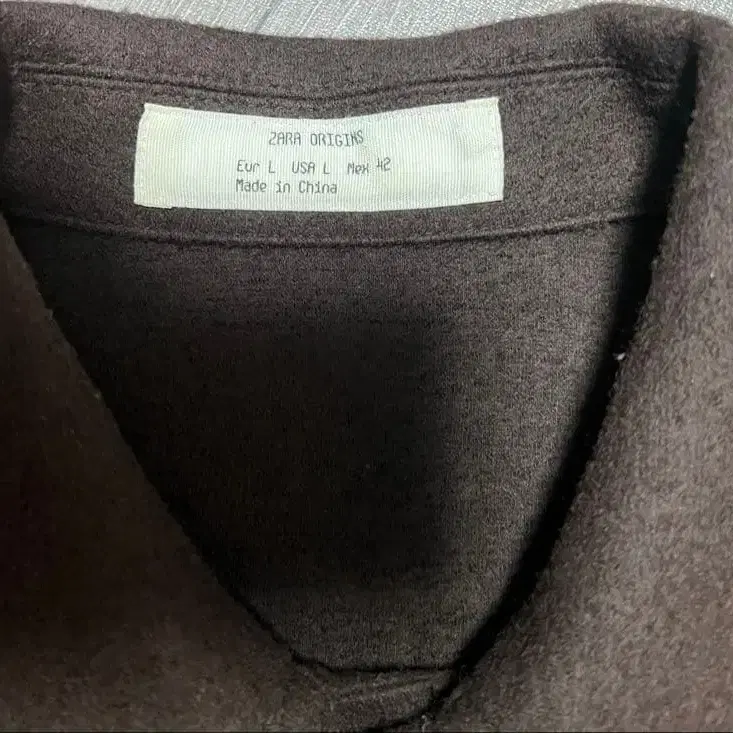 ZARA ORIGINS
Eur L USA L Mex 42
Made in China